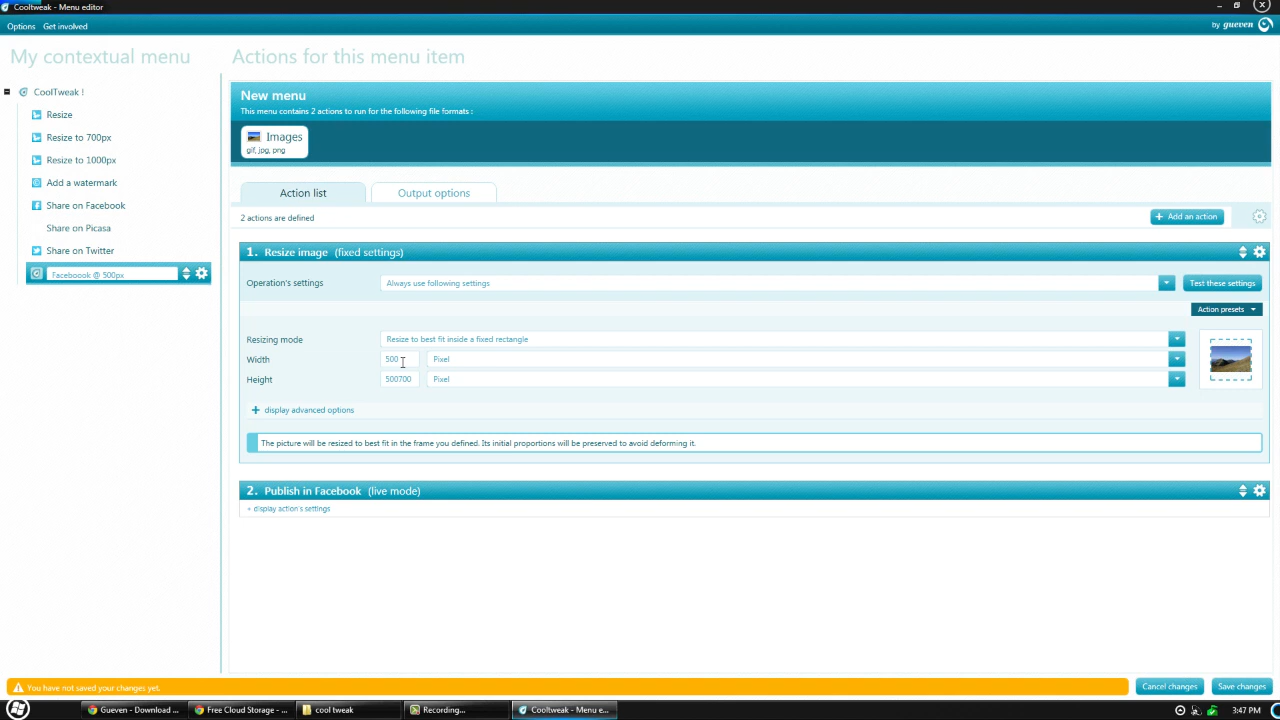 Cooltweak - Menu editor
Options Get involved
by gueven
My contextual menu
CoolTweak !
Resize
Resize to 700px
Resize to 1000px
Add a watermark
Share on Facebook
Share on Picasa
Share on Twitter
Faceboook @ 500px
Actions for this menu item
New menu
This menu contains 2 actions to run for the following file formats :
Images
gif, jpg, png
Action list Output options
2 actions are defined
+ Add an action
1. Resize image (fixed settings)
Operation's settings Always use following settings Test these settings
Action presets
Resizing mode Resize to best fit inside a fixed rectangle
Width 500 Pixel
Height 500700 Pixel
+ display advanced options
The picture will be resized to best fit in the frame you defined. Its initial proportions will be preserved to avoid deforming it.
2. Publish in Facebook (live mode)
+ display action's settings
You have not saved your changes yet.
Cancel changes Save changes
Gueven - Download ... Free Cloud Storage - ... cool tweak Recording... Cooltweak - Menu e... 3:47 PM